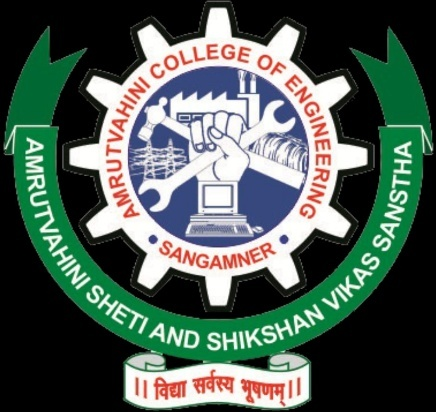 AMRUTVAHINI COLLEGE OF ENGINEERING
• SANGAMNER •
AMRUTVAHINI SHETI AND SHIKSHAN VIKAS SANSTHA
।। विद्या सर्वस्य भूषणम् ।।